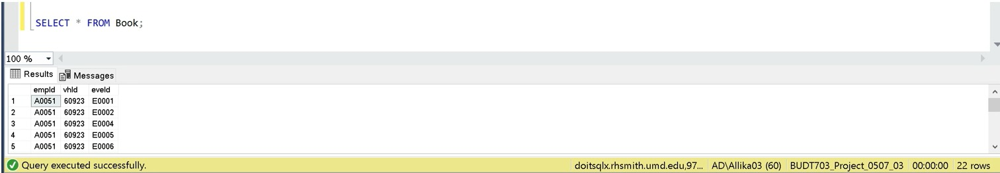 SELECT * FROM Book;
100 %
Results Messages
empId vhId eveId
1 A0051 60923 E0001
2 A0051 60923 E0002
3 A0051 60923 E0004
4 A0051 60923 E0005
5 A0051 60923 E0006
Query executed successfully. doitsqlx.rhsmith.umd.edu,97... AD\Allika03 (60) BUDT703_Project_0507_03 00:00:00 22 rows